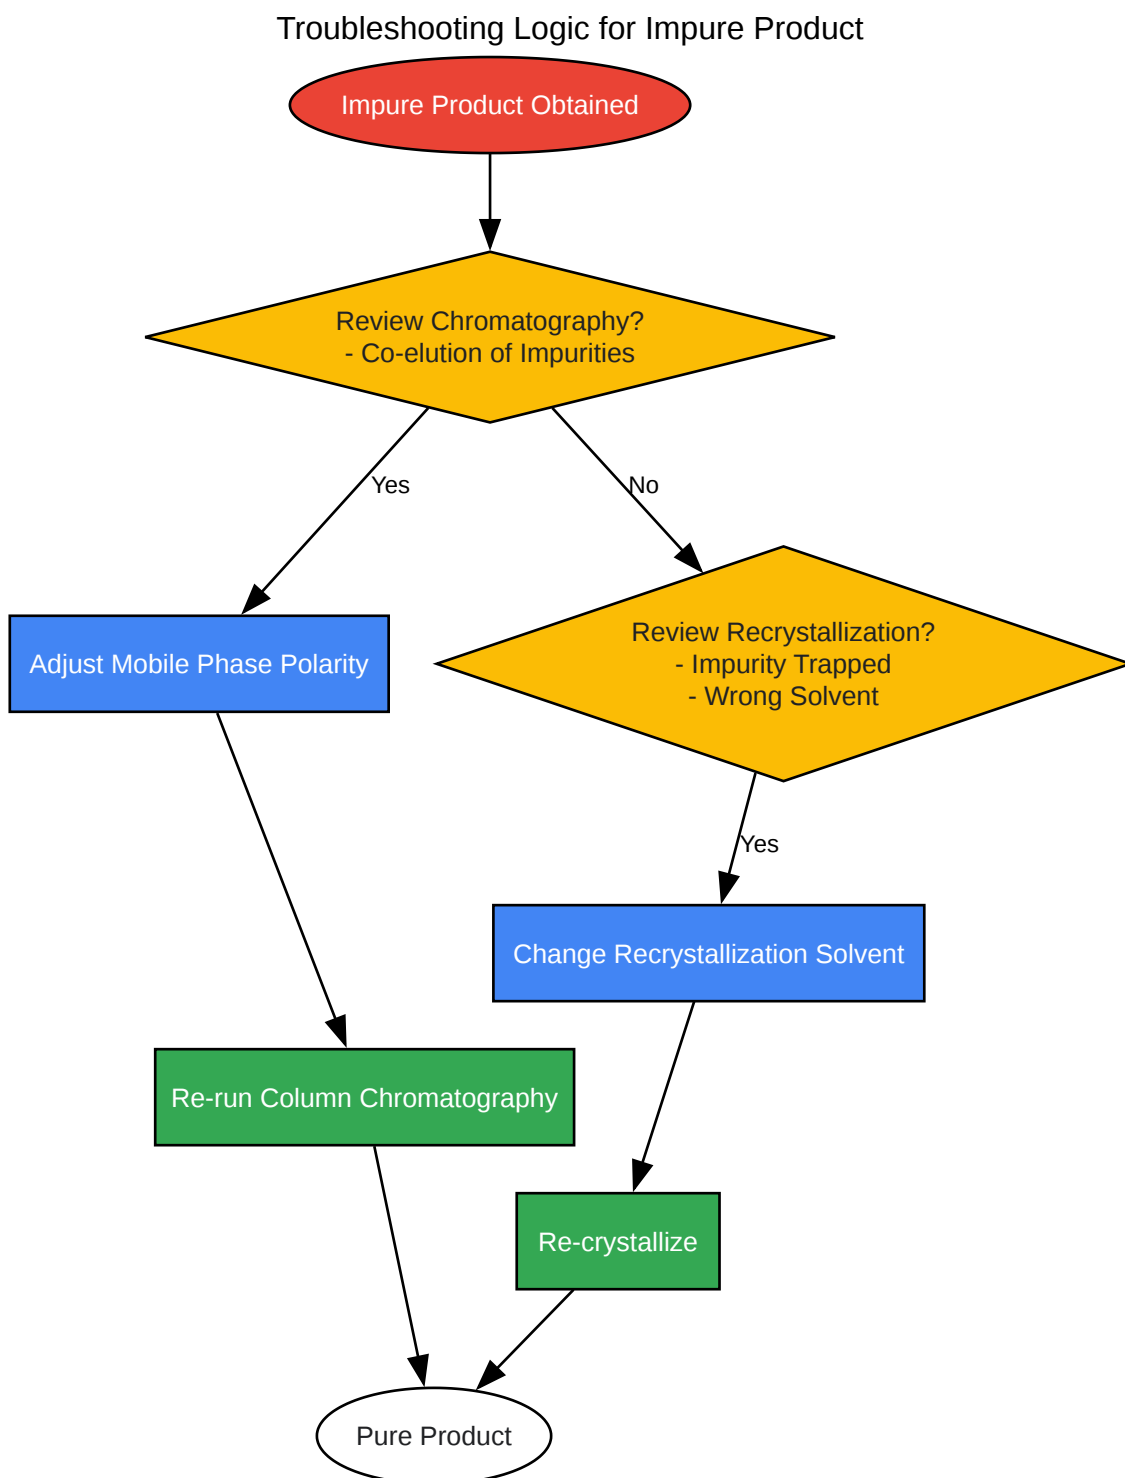 Troubleshooting Logic for Impure Product
Impure Product Obtained
Review Chromatography?
- Co-elution of Impurities
Yes
No
Adjust Mobile Phase Polarity
Review Recrystallization?
- Impurity Trapped
- Wrong Solvent
Yes
Change Recrystallization Solvent
Re-run Column Chromatography
Re-crystallize
Pure Product